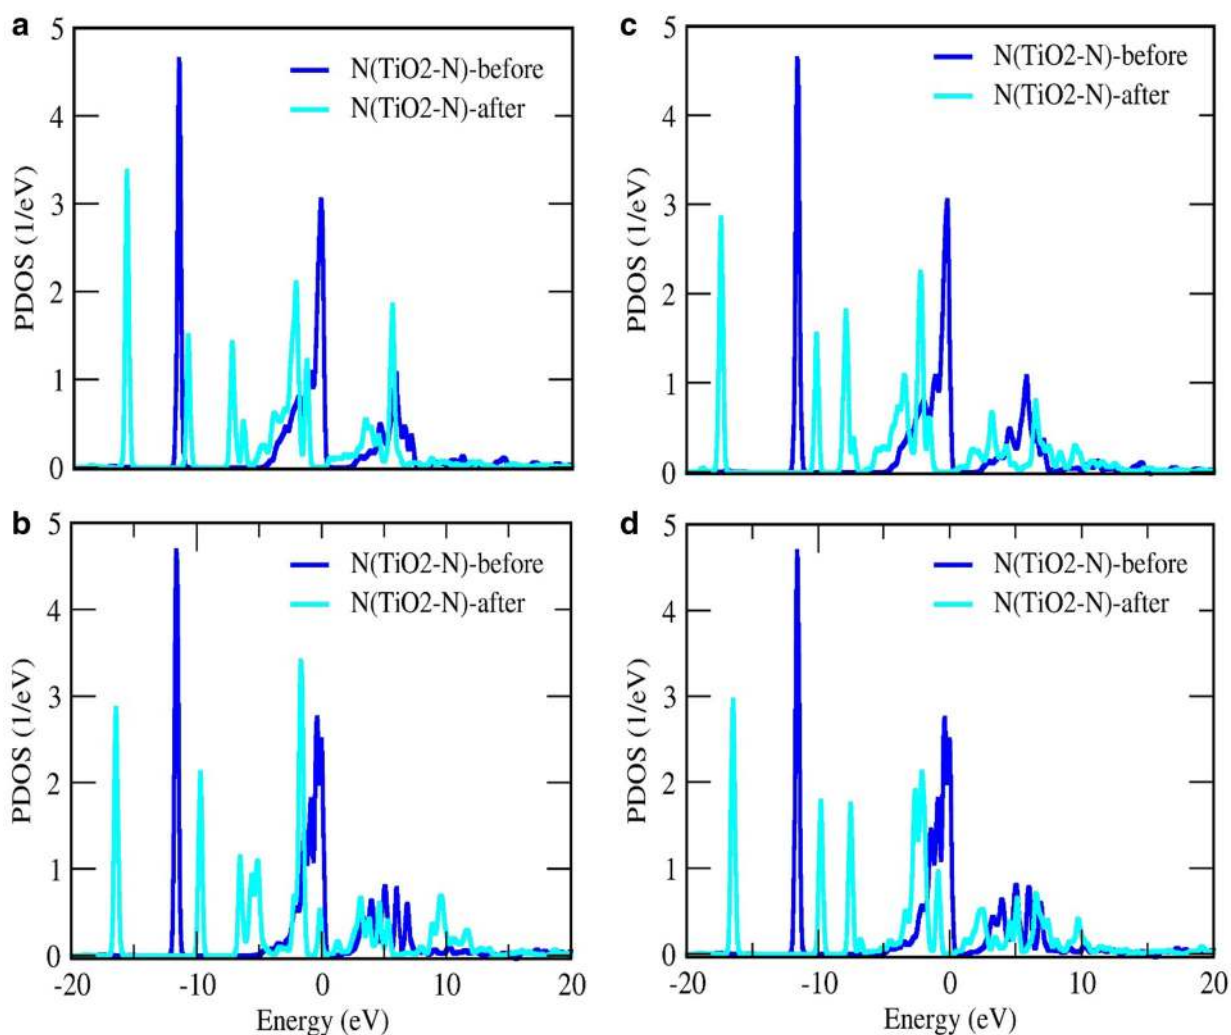 a
5
4
3
2
1
0
PDOS (1/eV)
N(TiO2-N)-before
N(TiO2-N)-after
c
5
4
3
2
1
0
PDOS (1/eV)
N(TiO2-N)-before
N(TiO2-N)-after
b
5
4
3
2
1
0
PDOS (1/eV)
N(TiO2-N)-before
N(TiO2-N)-after
-20 -10 0 10 20
Energy (eV)
d
5
4
3
2
1
0
PDOS (1/eV)
N(TiO2-N)-before
N(TiO2-N)-after
-20 -10 0 10 20
Energy (eV)